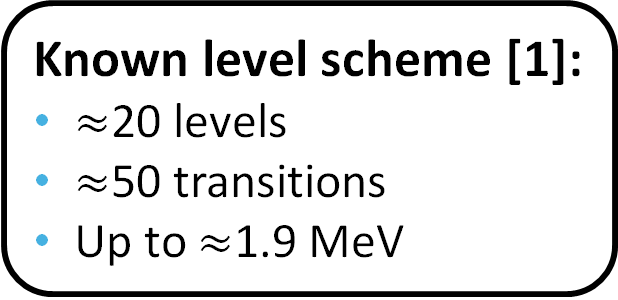 Known level scheme [1]:
• ≈20 levels
• ≈50 transitions
• Up to ≈1.9 MeV